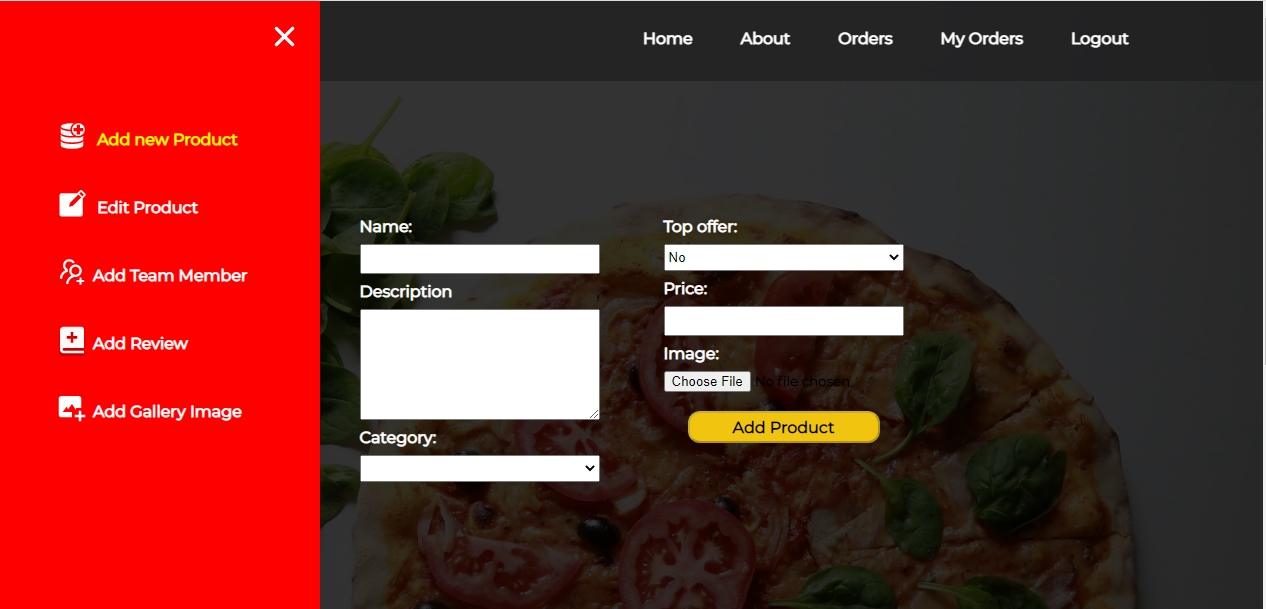 Home About Orders My Orders Logout
Add new Product
Edit Product
Add Team Member
Add Review
Add Gallery Image
Name:
Description
Category:
Top offer:
No
Price:
Image:
Choose File No file chosen
Add Product